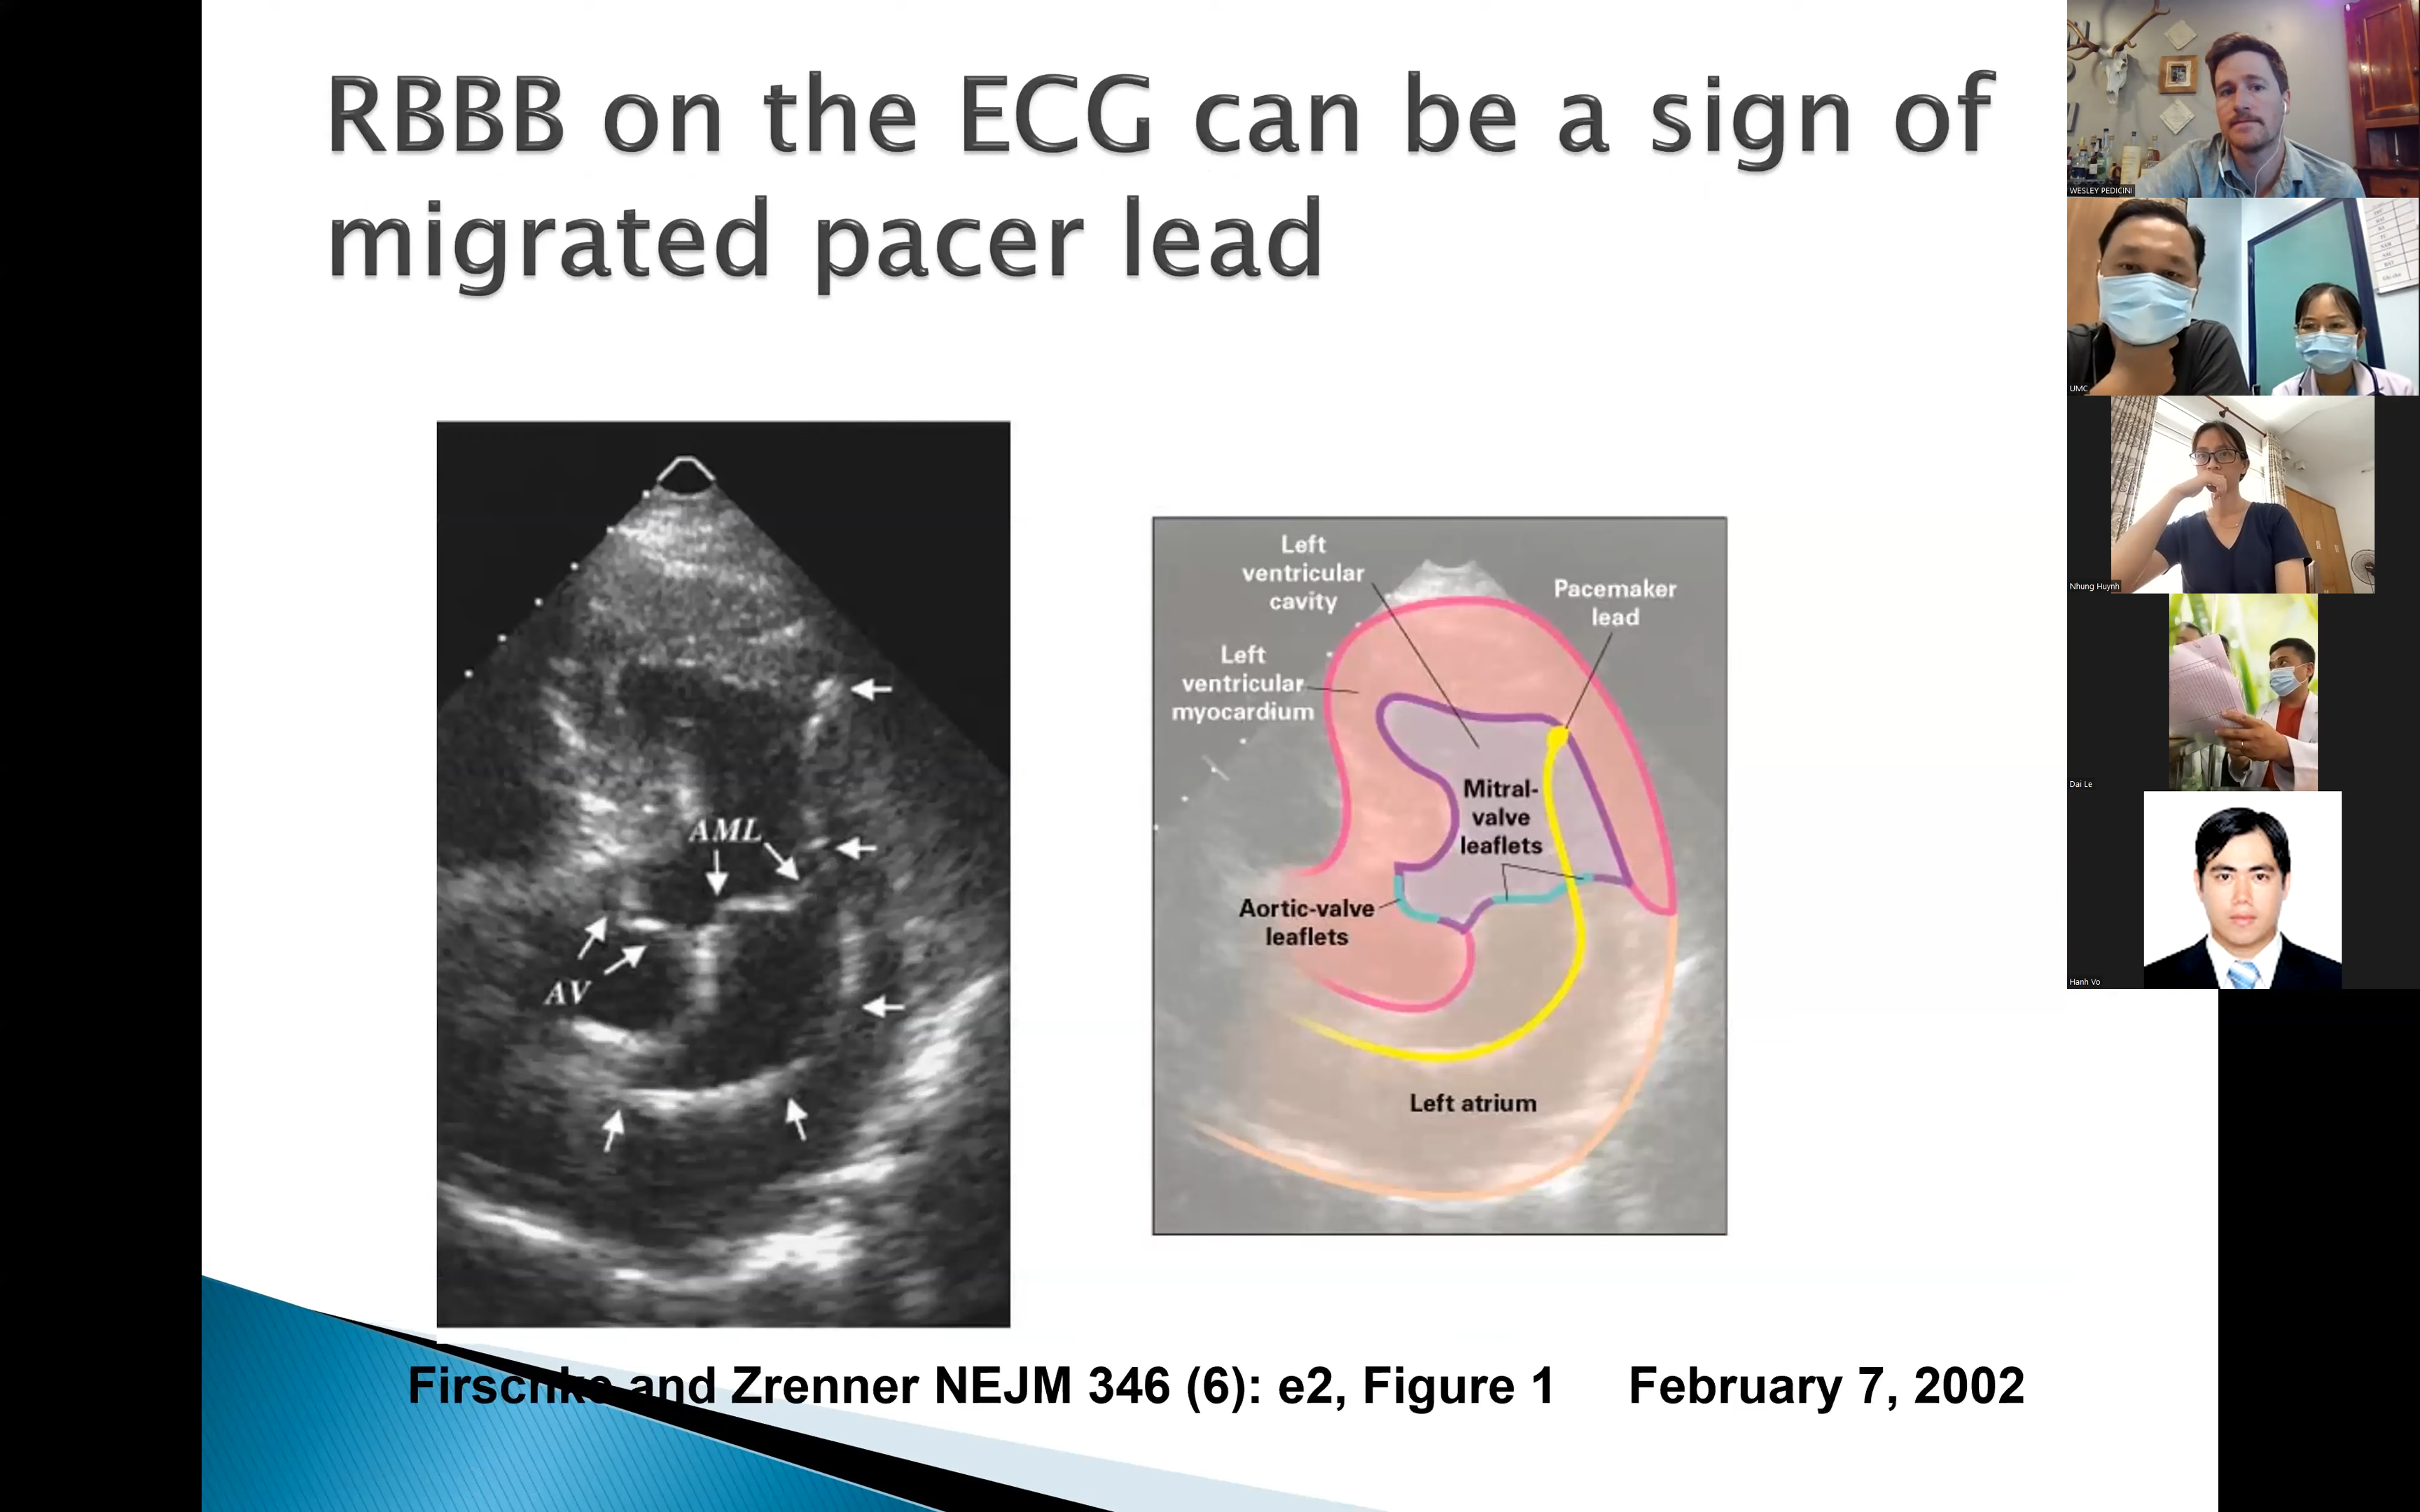 RBBB on the ECG can be a sign of
migrated pacer lead
AML
AV
Left
ventricular
cavity
Pacemaker
lead
Left
ventricular
myocardium
Mitral-
valve
leaflets
Aortic-valve
leaflets
Left atrium
Firschke and Zrenner NEJM 346 (6): e2, Figure 1 February 7, 2002
WESLEY PEDICINI
UMC
Nhung Huynh
Dai Le
Hanh Vo